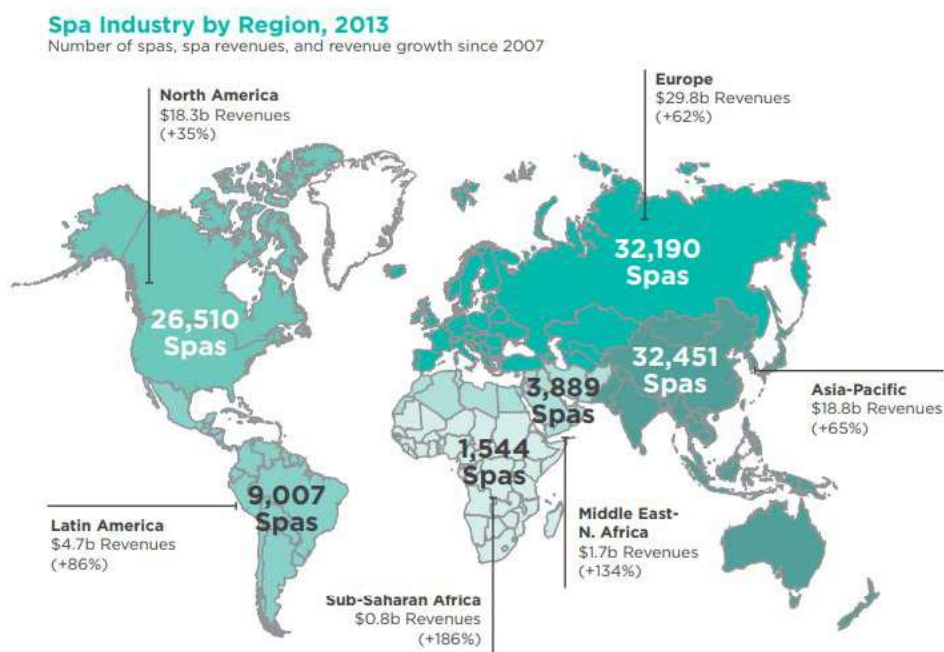 Spa Industry by Region, 2013
Number of spas, spa revenues, and revenue growth since 2007
North America
$18.3b Revenues
(+35%)
Europe
$29.8b Revenues
(+62%)
32,190
Spas
26,510
Spas
32,451
Spas
3,889
Spas
Asia-Pacific
$18.8b Revenues
(+65%)
1,544
Spas
9,007
Spas
Latin America
$4.7b Revenues
(+86%)
Middle East-
N. Africa
$1.7b Revenues
(+134%)
Sub-Saharan Africa
$0.8b Revenues
(+186%)